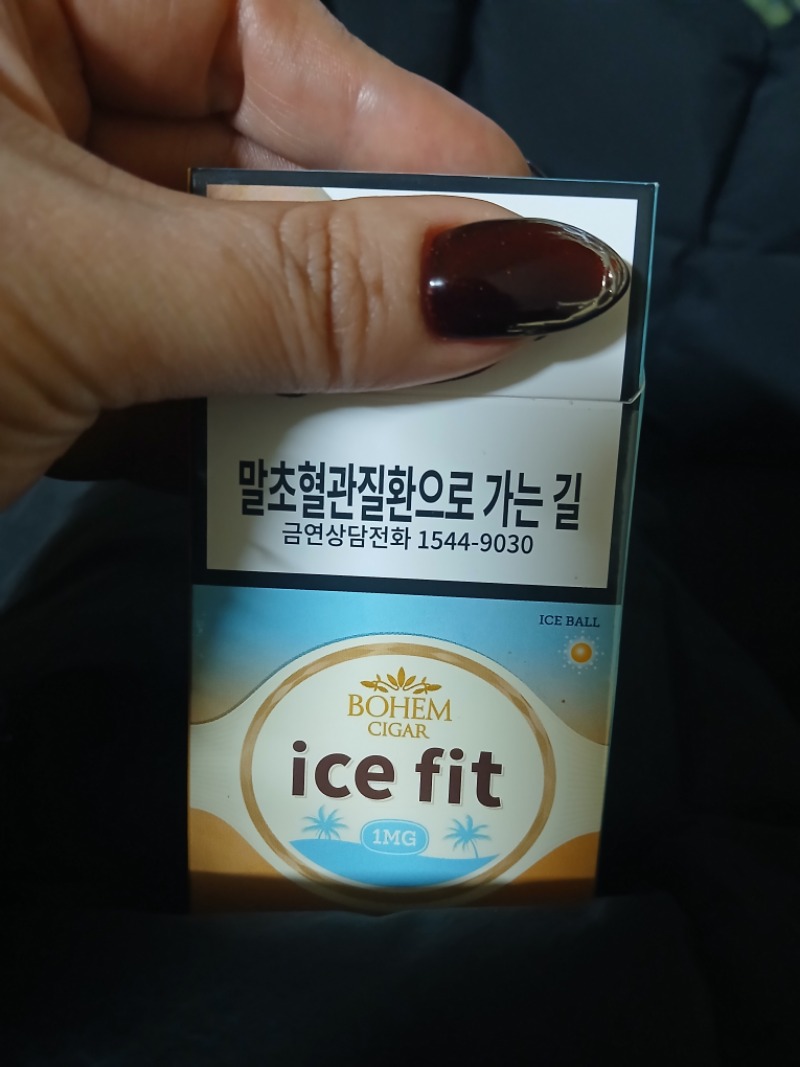 말초혈관질환으로 가는 길
금연상담전화 1544-9030
ICE BALL
BOHEM
CIGAR
ice fit
1MG